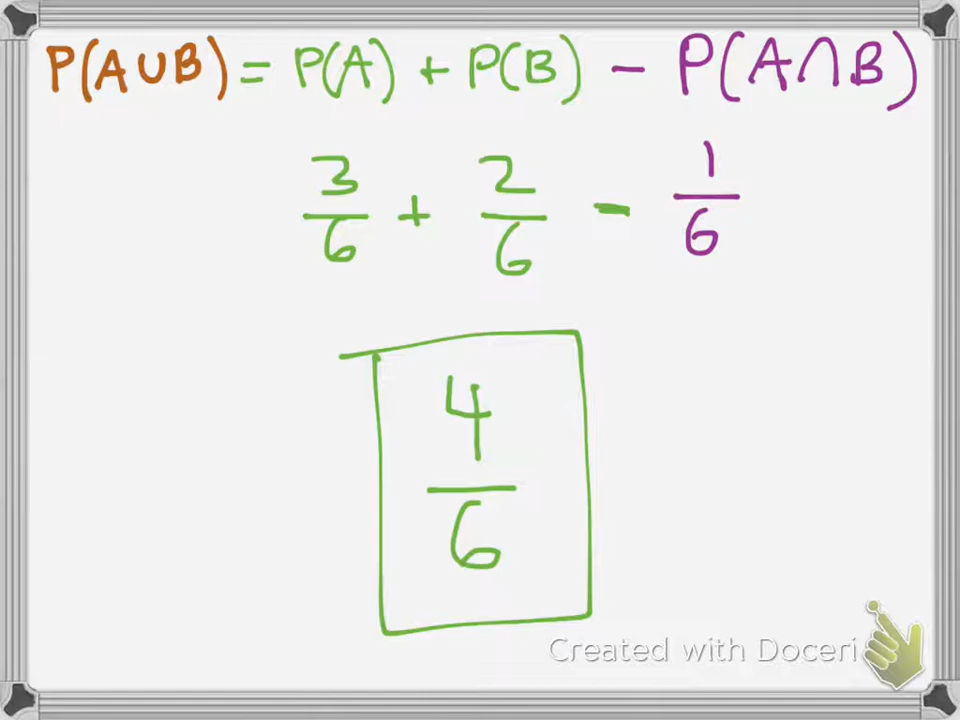 P(A∪B) = P(A) + P(B) − P(A∩B)
3/6 + 2/6 − 1/6
4/6
Created with Doceri